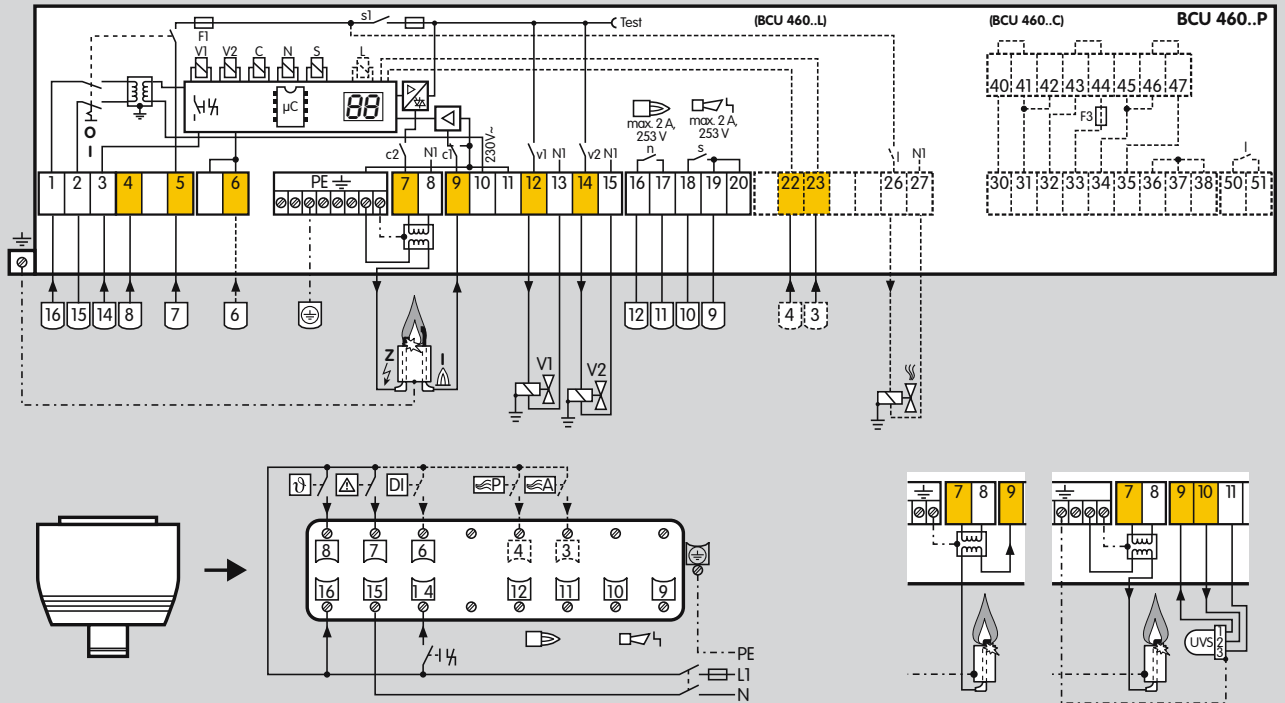 (BCU 460..L) (BCU 460..C) BCU 460..P
s1 Test
F1
V1 V2 C N S L
40 41 42 43 44 45 46 47
µC 88
F3
O
I
max. 2 A, 253 V max. 2 A, 253 V
230V~
c2 N1 c1 v1 N1 v2 N1 n s I N1 I
PE
1 2 3 4 5 6 7 8 9 10 11 12 13 14 15 16 17 18 19 20 22 23 26 27 30 31 32 33 34 35 36 37 38 50 51
16 15 14 8 7 6 12 11 10 9 4 3
Z I V1 V2
ϑ DI P A
8 7 6 4 3
16 15 14 12 11 10 9
PE
L1
N
7 8 9
7 8 9 10 11
UVS 1 2 3